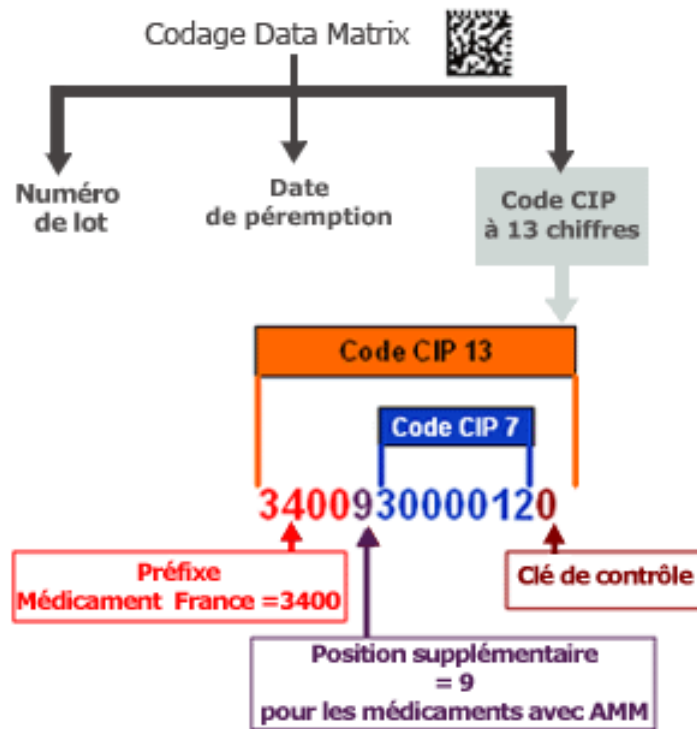 Codage Data Matrix
Numéro
de lot
Date
de péremption
Code CIP
à 13 chiffres
Code CIP 13
Code CIP 7
3400930000120
Préfixe
Médicament France =3400
Clé de contrôle
Position supplémentaire
= 9
pour les médicaments avec AMM